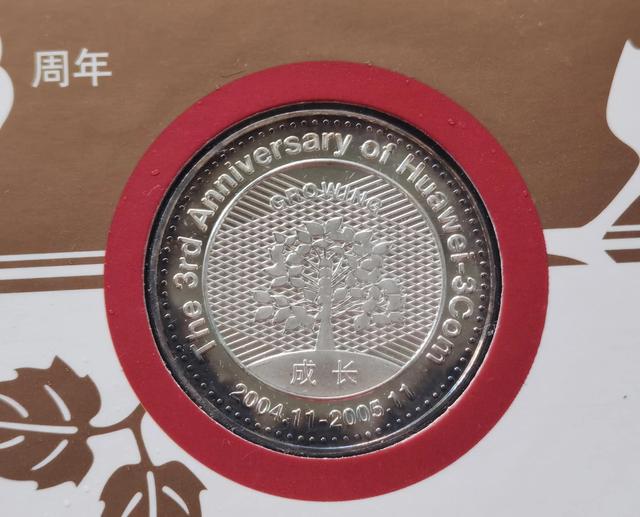 周年
The 3rd Anniversary of Huawei-3Com
GROWING
成长
2004.11-2005.11